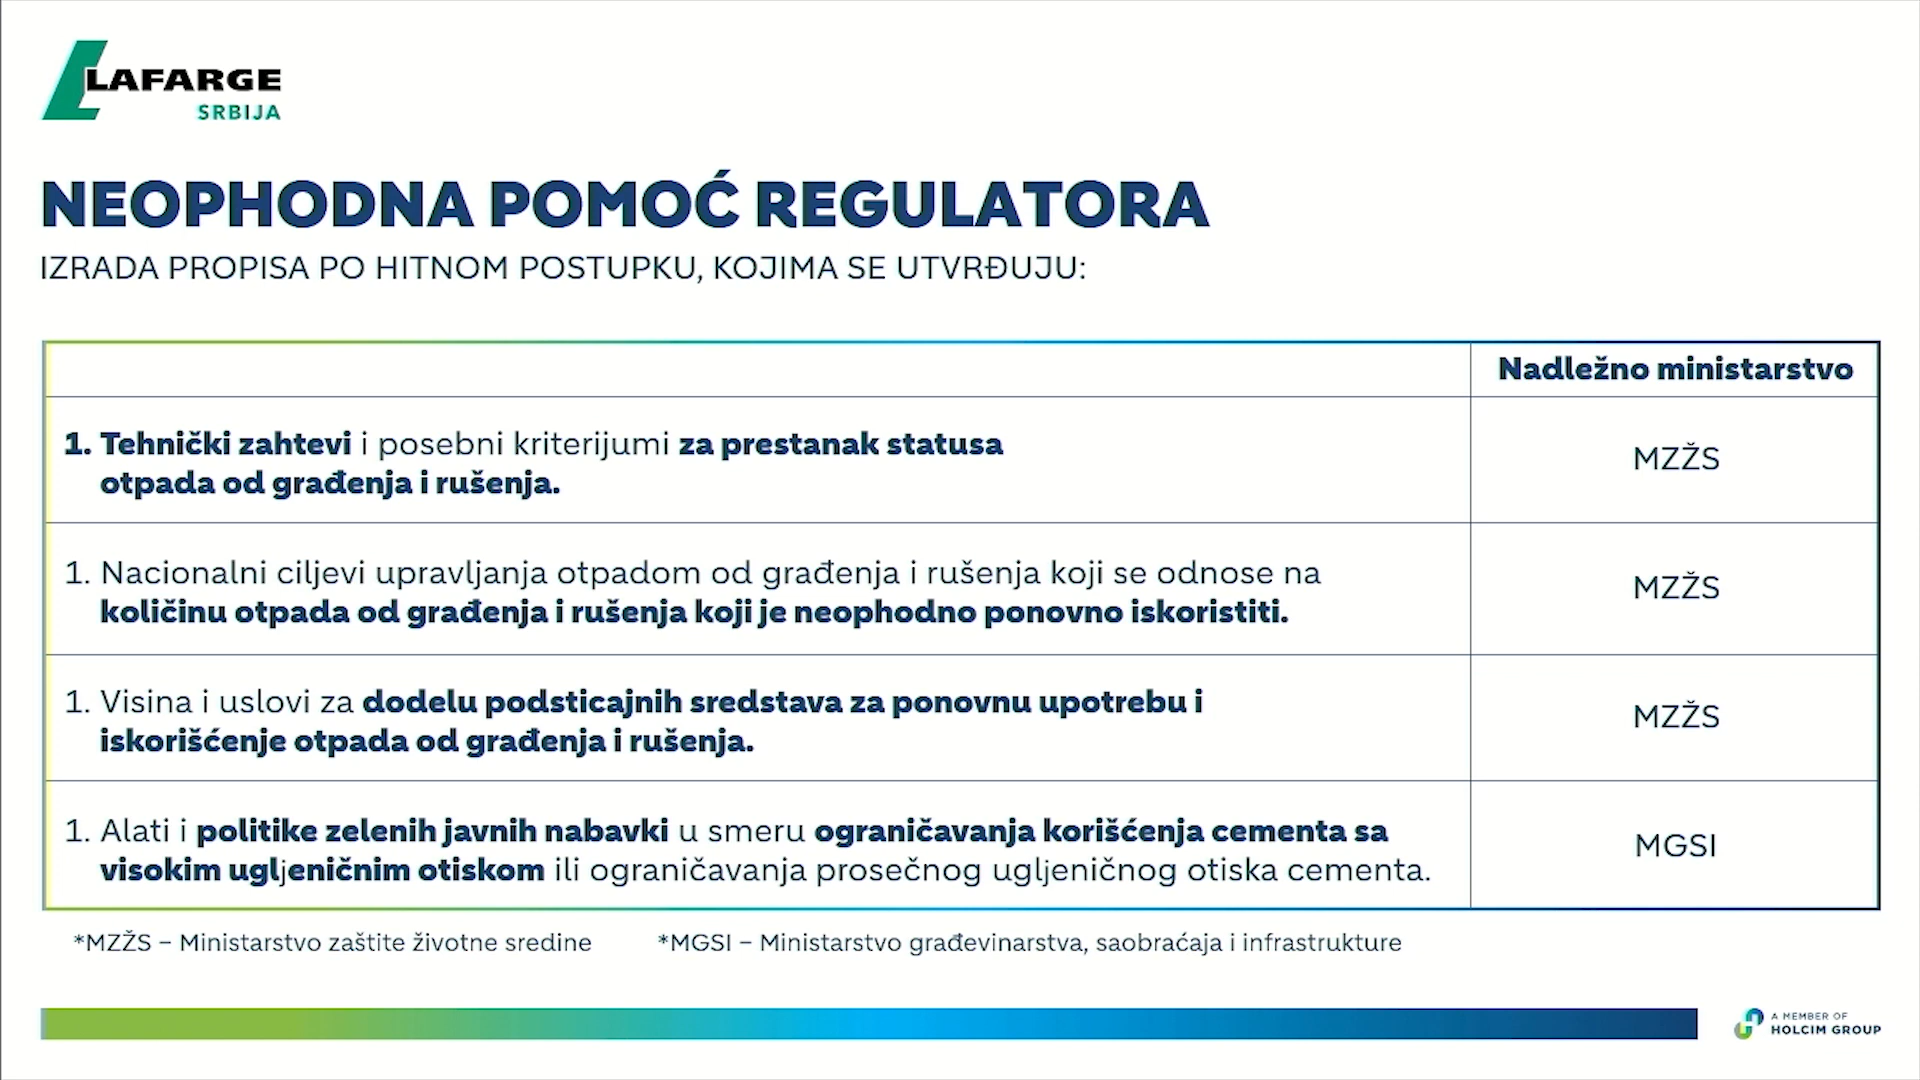 LAFARGE
SRBIJA
NEOPHODNA POMOĆ REGULATORA
IZRADA PROPISA PO HITNOM POSTUPKU, KOJIMA SE UTVRĐUJU:
Nadležno ministarstvo
1. Tehnički zahtevi i posebni kriterijumi za prestanak statusa
otpada od građenja i rušenja.
MZŽS
1. Nacionalni ciljevi upravljanja otpadom od građenja i rušenja koji se odnose na
količinu otpada od građenja i rušenja koji je neophodno ponovno iskoristiti.
MZŽS
1. Visina i uslovi za dodelu podsticajnih sredstava za ponovnu upotrebu i
iskorišćenje otpada od građenja i rušenja.
MZŽS
1. Alati i politike zelenih javnih nabavki u smeru ograničavanja korišćenja cementa sa
visokim ugljeničnim otiskom ili ograničavanja prosečnog ugljeničnog otiska cementa.
MGSI
*MZŽS – Ministarstvo zaštite životne sredine
*MGSI – Ministarstvo građevinarstva, saobraćaja i infrastrukture
A MEMBER OF
HOLCIM GROUP